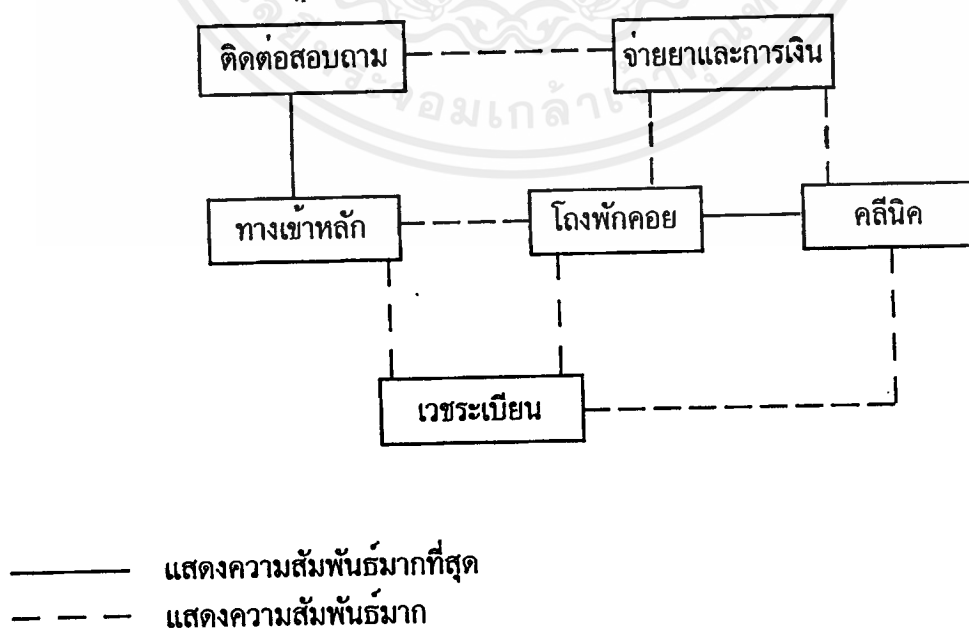 ติดต่อสอบถาม
จ่ายยาและการเงิน
ทางเข้าหลัก
โถงพักคอย
คลีนิค
เวชระเบียน
แสดงความสัมพันธ์มากที่สุด
แสดงความสัมพันธ์มาก